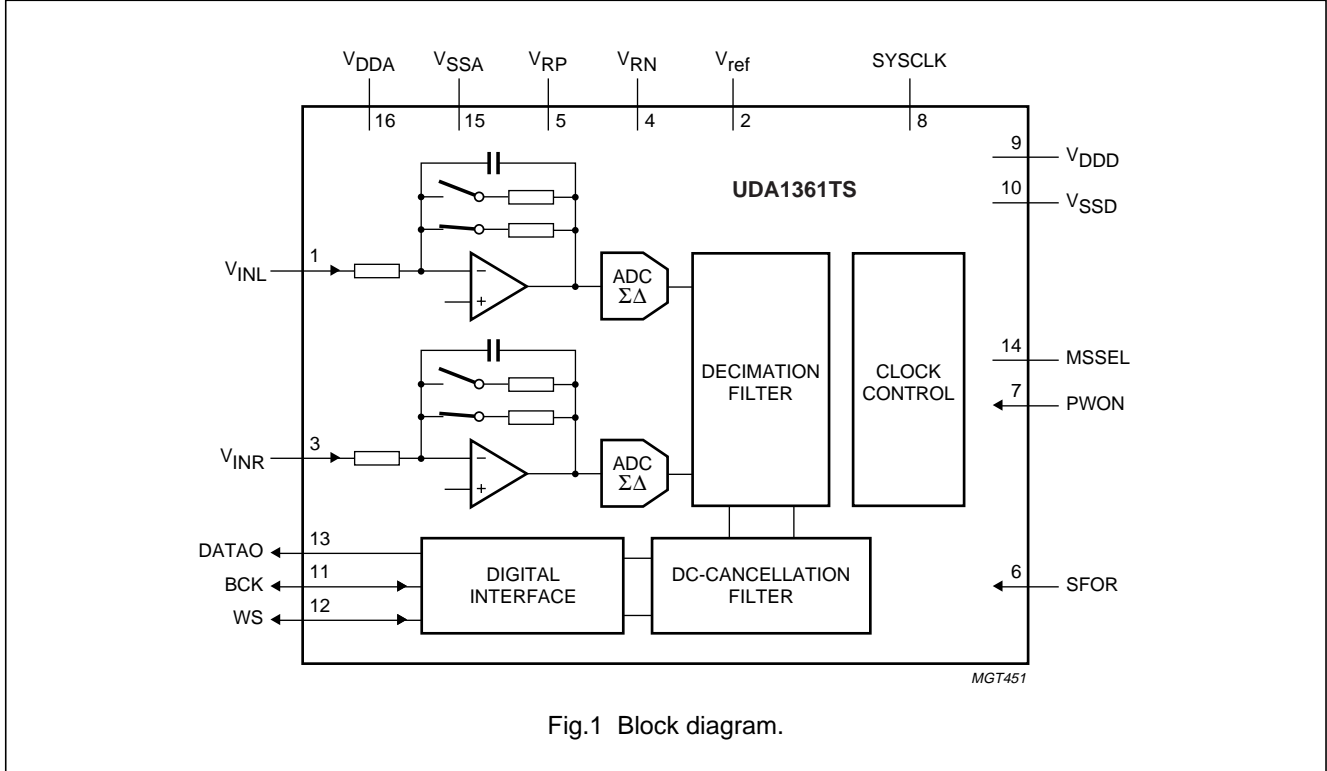 VDDA VSSA VRP VRN Vref SYSCLK
16 15 5 4 2 8
9 VDDD
UDA1361TS
10 VSSD
VINL 1
−
+
ADC
ΣΔ
DECIMATION
FILTER
CLOCK
CONTROL
14 MSSEL
7 PWON
VINR 3
−
+
ADC
ΣΔ
DATAO 13
BCK 11
WS 12
DIGITAL
INTERFACE
DC-CANCELLATION
FILTER
6 SFOR
MGT451
Fig.1 Block diagram.